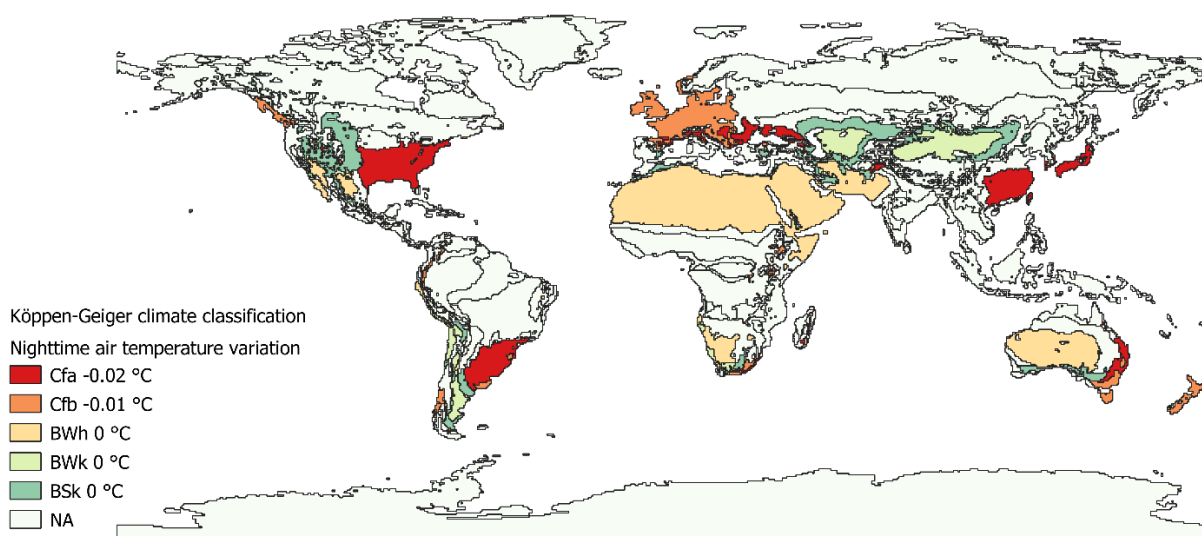 Köppen-Geiger climate classification
Nighttime air temperature variation
Cfa -0.02 °C
Cfb -0.01 °C
BWh 0 °C
BWk 0 °C
BSk 0 °C
NA